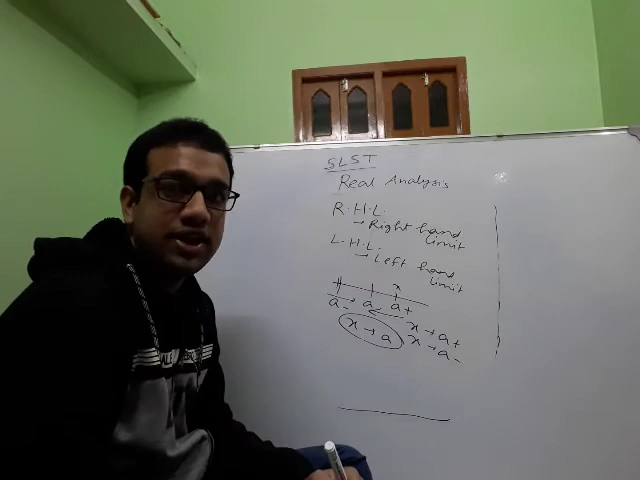 SLST
Real Analysis
R.H.L.
→ Right hand limit
L.H.L.
→ Left hand limit
x
a- a a+
x → a
x → a+
x → a-